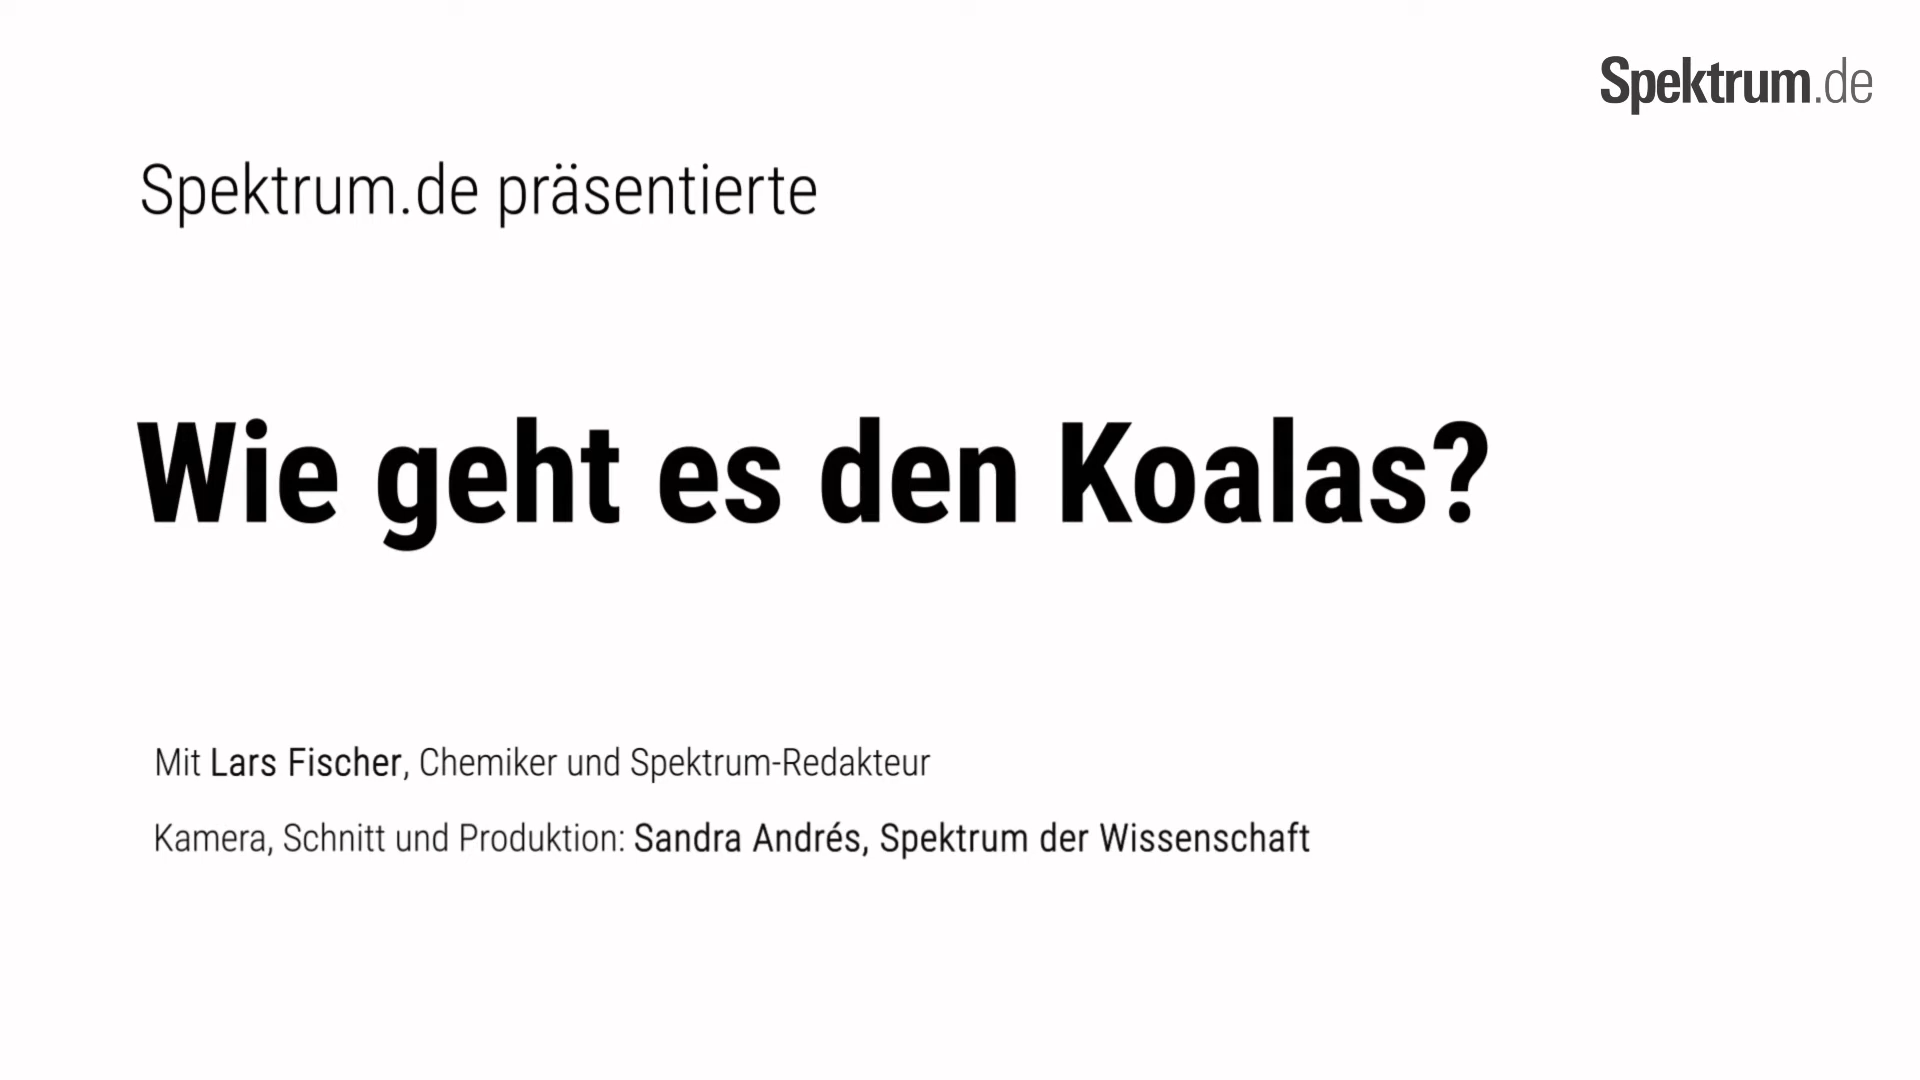 Spektrum.de
Spektrum.de präsentierte
Wie geht es den Koalas?
Mit Lars Fischer, Chemiker und Spektrum-Redakteur
Kamera, Schnitt und Produktion: Sandra Andrés, Spektrum der Wissenschaft